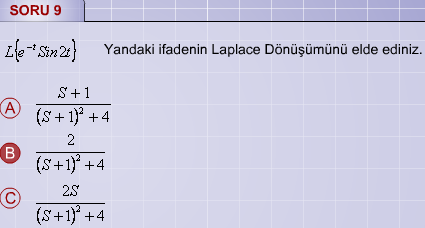 SORU 9
L{e^{-t} Sin2t} Yandaki ifadenin Laplace Dönüşümünü elde ediniz.
A
S+1
(S+1)²+4
B
2
(S+1)²+4
C
2S
(S+1)²+4